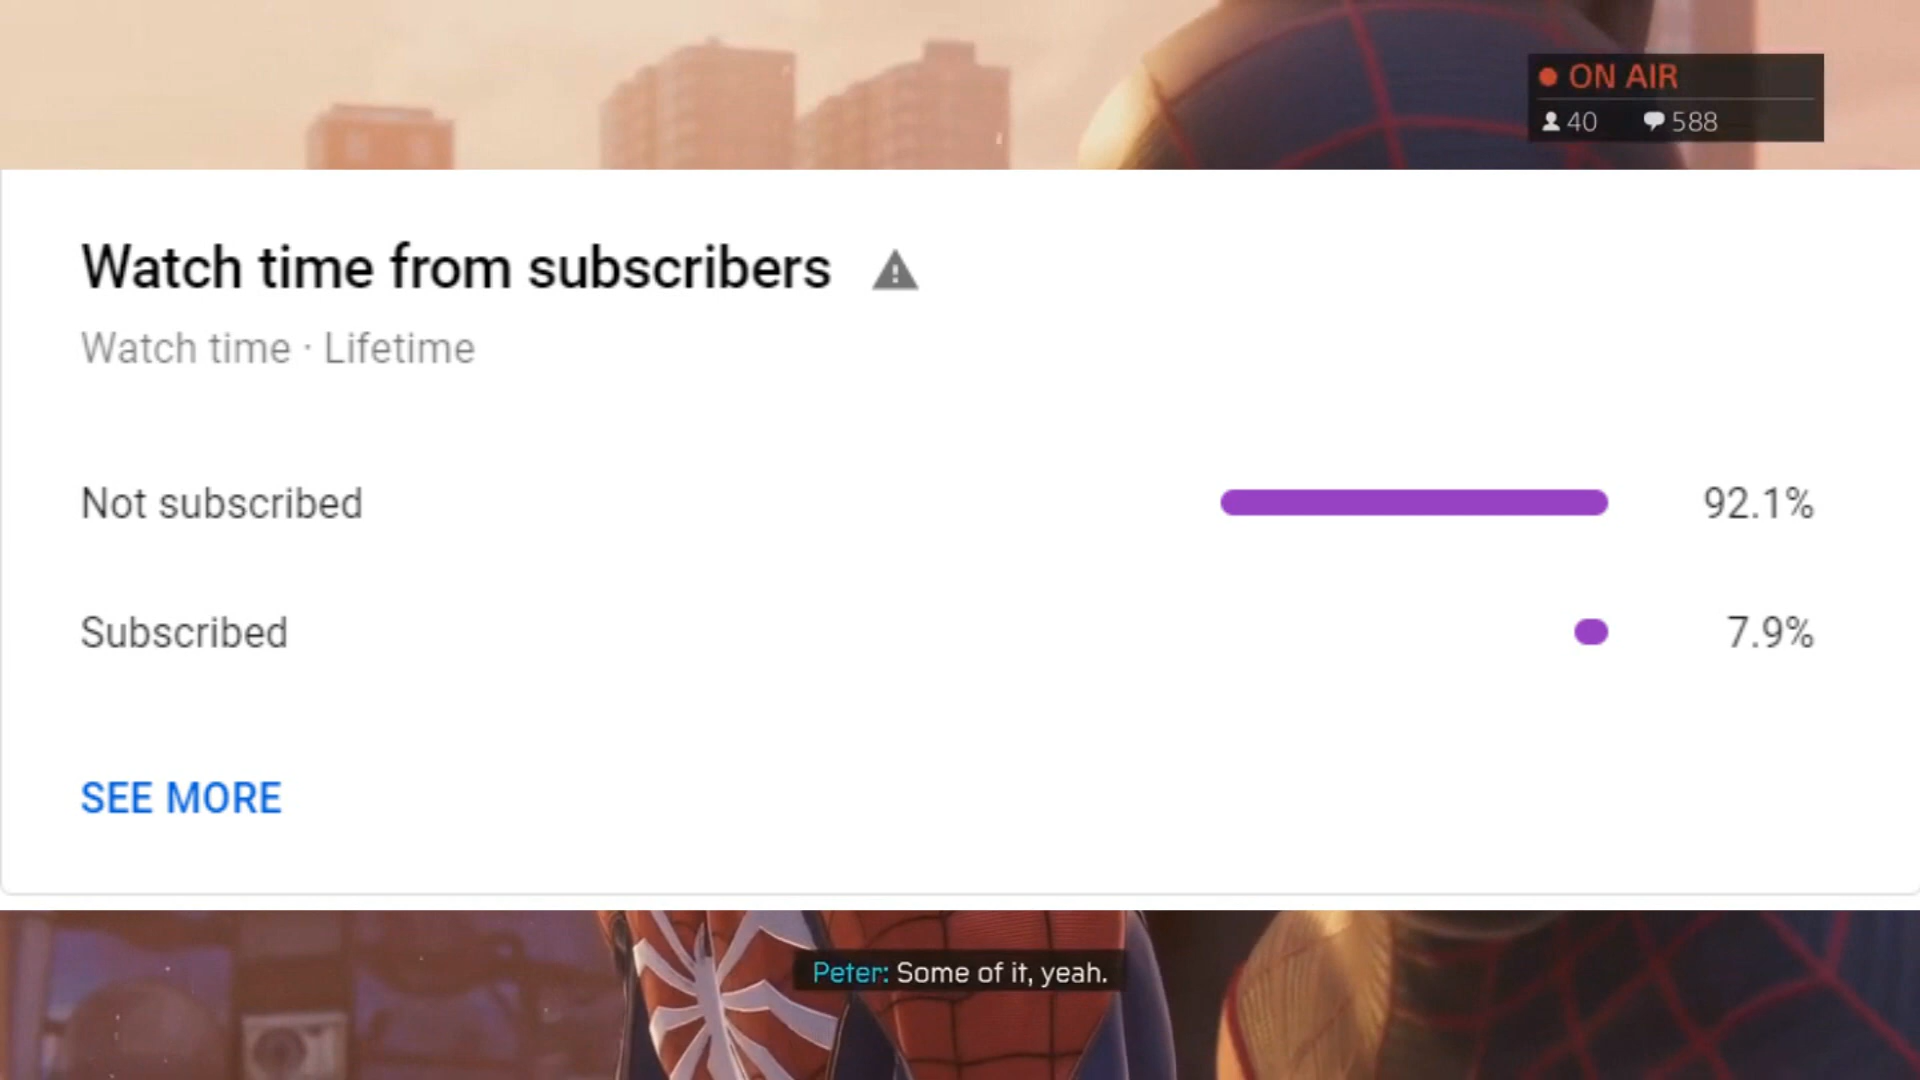 ON AIR
40 588
Watch time from subscribers
Watch time · Lifetime
Not subscribed 92.1%
Subscribed 7.9%
SEE MORE
Peter: Some of it, yeah.